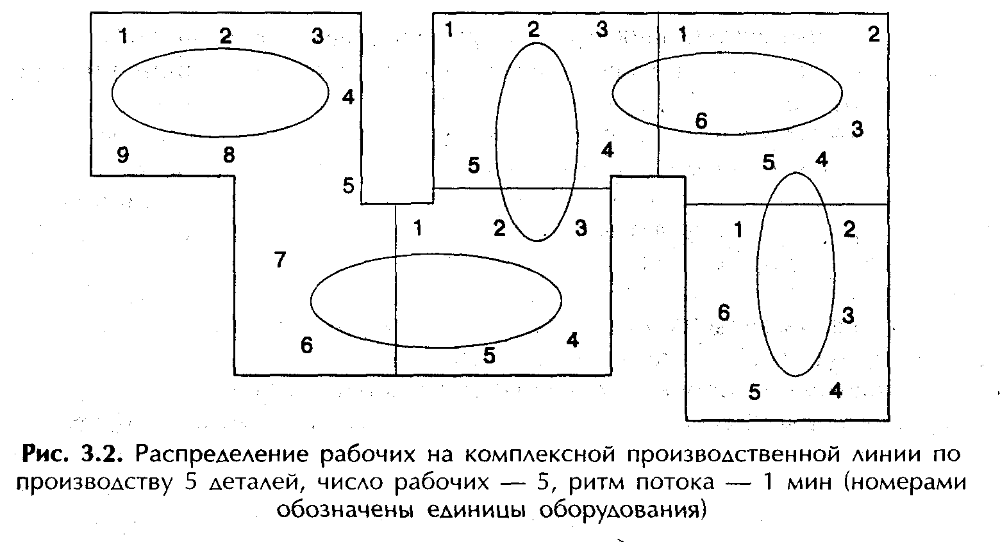 1 2 3 1 2 3 1 2
4
6
3
9 8 5 4 5 4
5
1 2 3 1 2
7
6 3
6 5 4
5 4
Рис. 3.2. Распределение рабочих на комплексной производственной линии по
производству 5 деталей, число рабочих — 5, ритм потока — 1 мин (номерами
обозначены единицы оборудования)